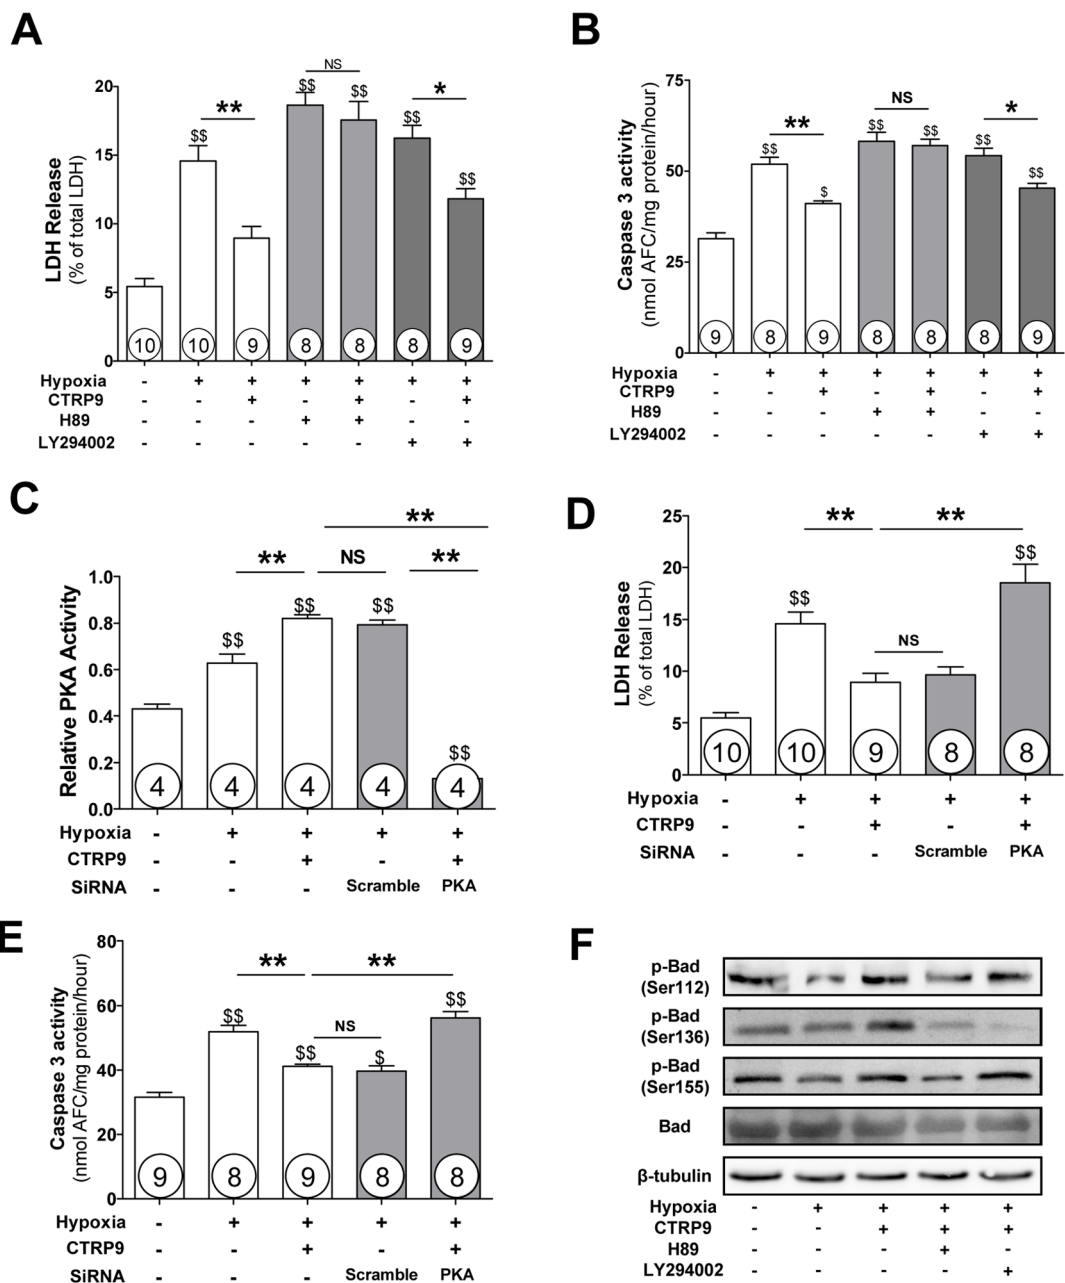 A
LDH Release
(% of total LDH)
20
15
10
5
0
** NS *
$$ $$ $$ $$ $$
10 10 9 8 8 8 9
Hypoxia - + + + + + +
CTRP9 - - + - + - +
H89 - - - + + - -
LY294002 - - - - - + +
B
Caspase 3 activity
(nmol AFC/mg protein/hour)
75
50
25
0
** NS *
$$ $ $$ $$ $$ $$
9 8 9 8 8 8 9
Hypoxia - + + + + + +
CTRP9 - - + - + - +
H89 - - - + + - -
LY294002 - - - - - + +
C
Relative PKA Activity
1.0
0.8
0.6
0.4
0.2
0.0
**
** NS **
$$ $$ $$ $$
4 4 4 4 4
Hypoxia - + + + +
CTRP9 - - + - +
SiRNA - - - Scramble PKA
D
LDH Release
(% of total LDH)
25
20
15
10
5
0
** **
NS
$$ $$
10 10 9 8 8
Hypoxia - + + + +
CTRP9 - - + - +
SiRNA - - - Scramble PKA
E
Caspase 3 activity
(nmol AFC/mg protein/hour)
80
60
40
20
0
** **
NS
$$ $$ $ $$
9 8 9 8 8
Hypoxia - + + + +
CTRP9 - - + - +
SiRNA - - - Scramble PKA
F
p-Bad
(Ser112)
p-Bad
(Ser136)
p-Bad
(Ser155)
Bad
β-tubulin
Hypoxia - + + + +
CTRP9 - - + + +
H89 - - - + -
LY294002 - - - - +